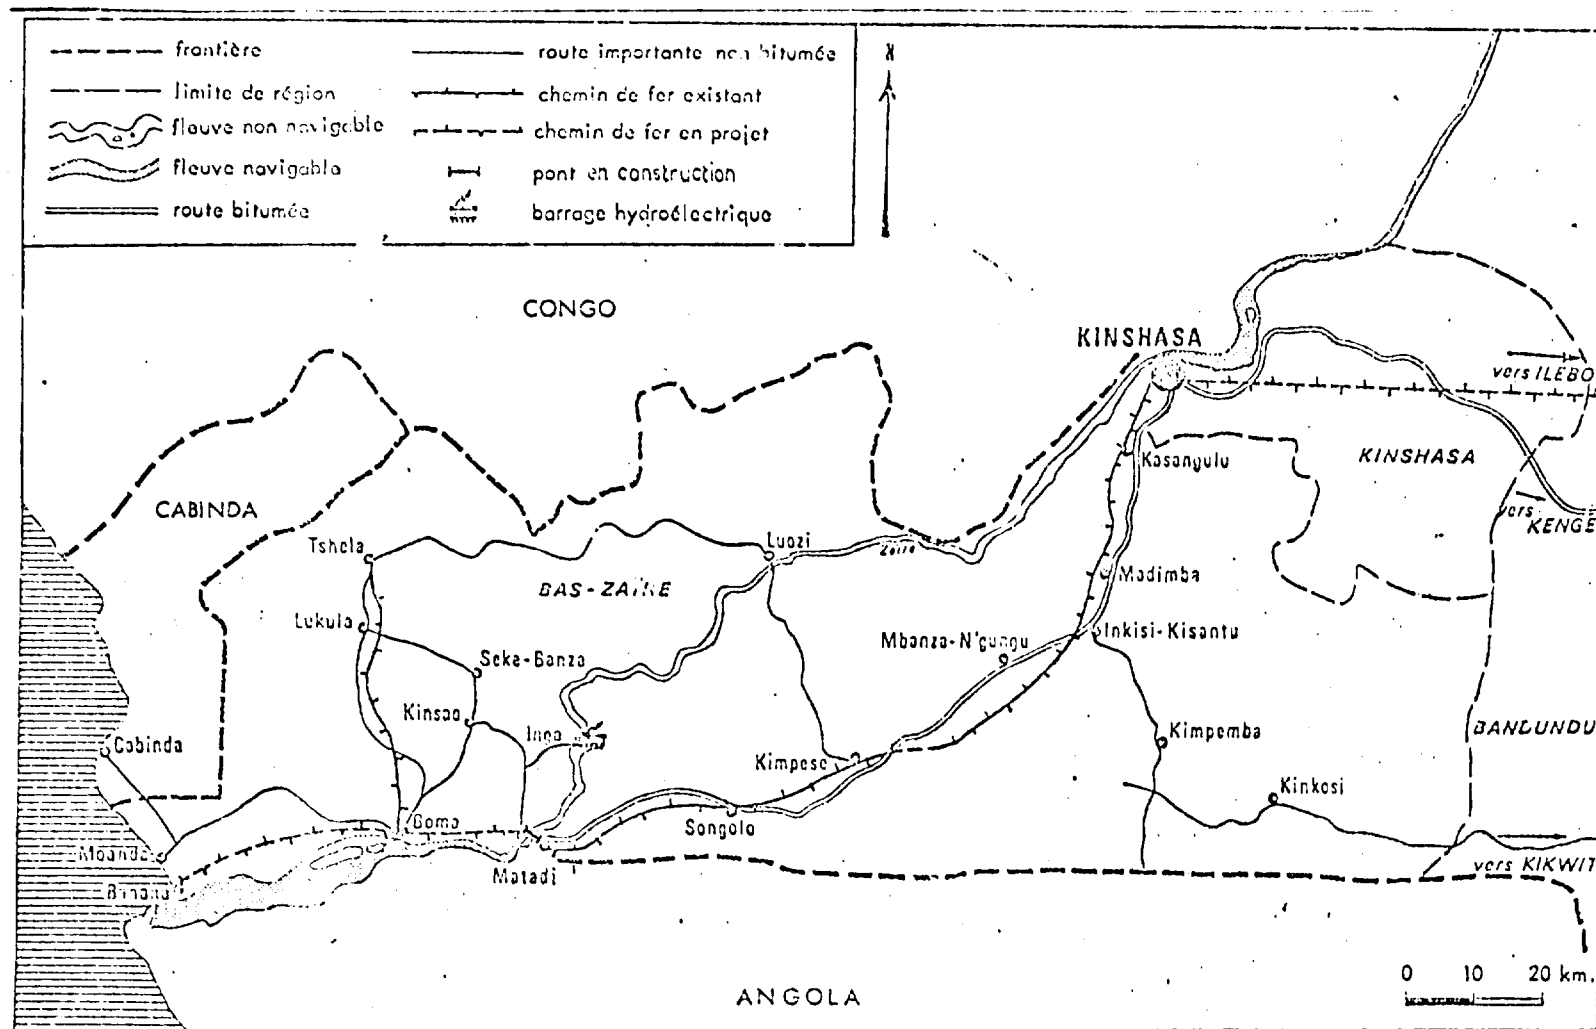 frontière
limite de région
fleuve non navigable
fleuve navigable
route bitumée
route importante non bitumée
chemin de fer existant
chemin de fer en projet
pont en construction
barrage hydroélectrique
N
CONGO
KINSHASA
vers ILEBO
KINSHASA
Kasangulu
vers
KENGE
CABINDA
Tshela
Luozi
Zaïre
BAS-ZAÏRE
Madimba
Lukula
Inkisi-Kisantu
Mbanza-N'gungu
Seke-Banza
Kinsao
Inga
Cabinda
Kimpese
Kimpemba
BANDUNDU
Kinkosi
Songolo
Boma
Moanda
Matadi
Banana
vers KIKWIT
ANGOLA
0 10 20 km.